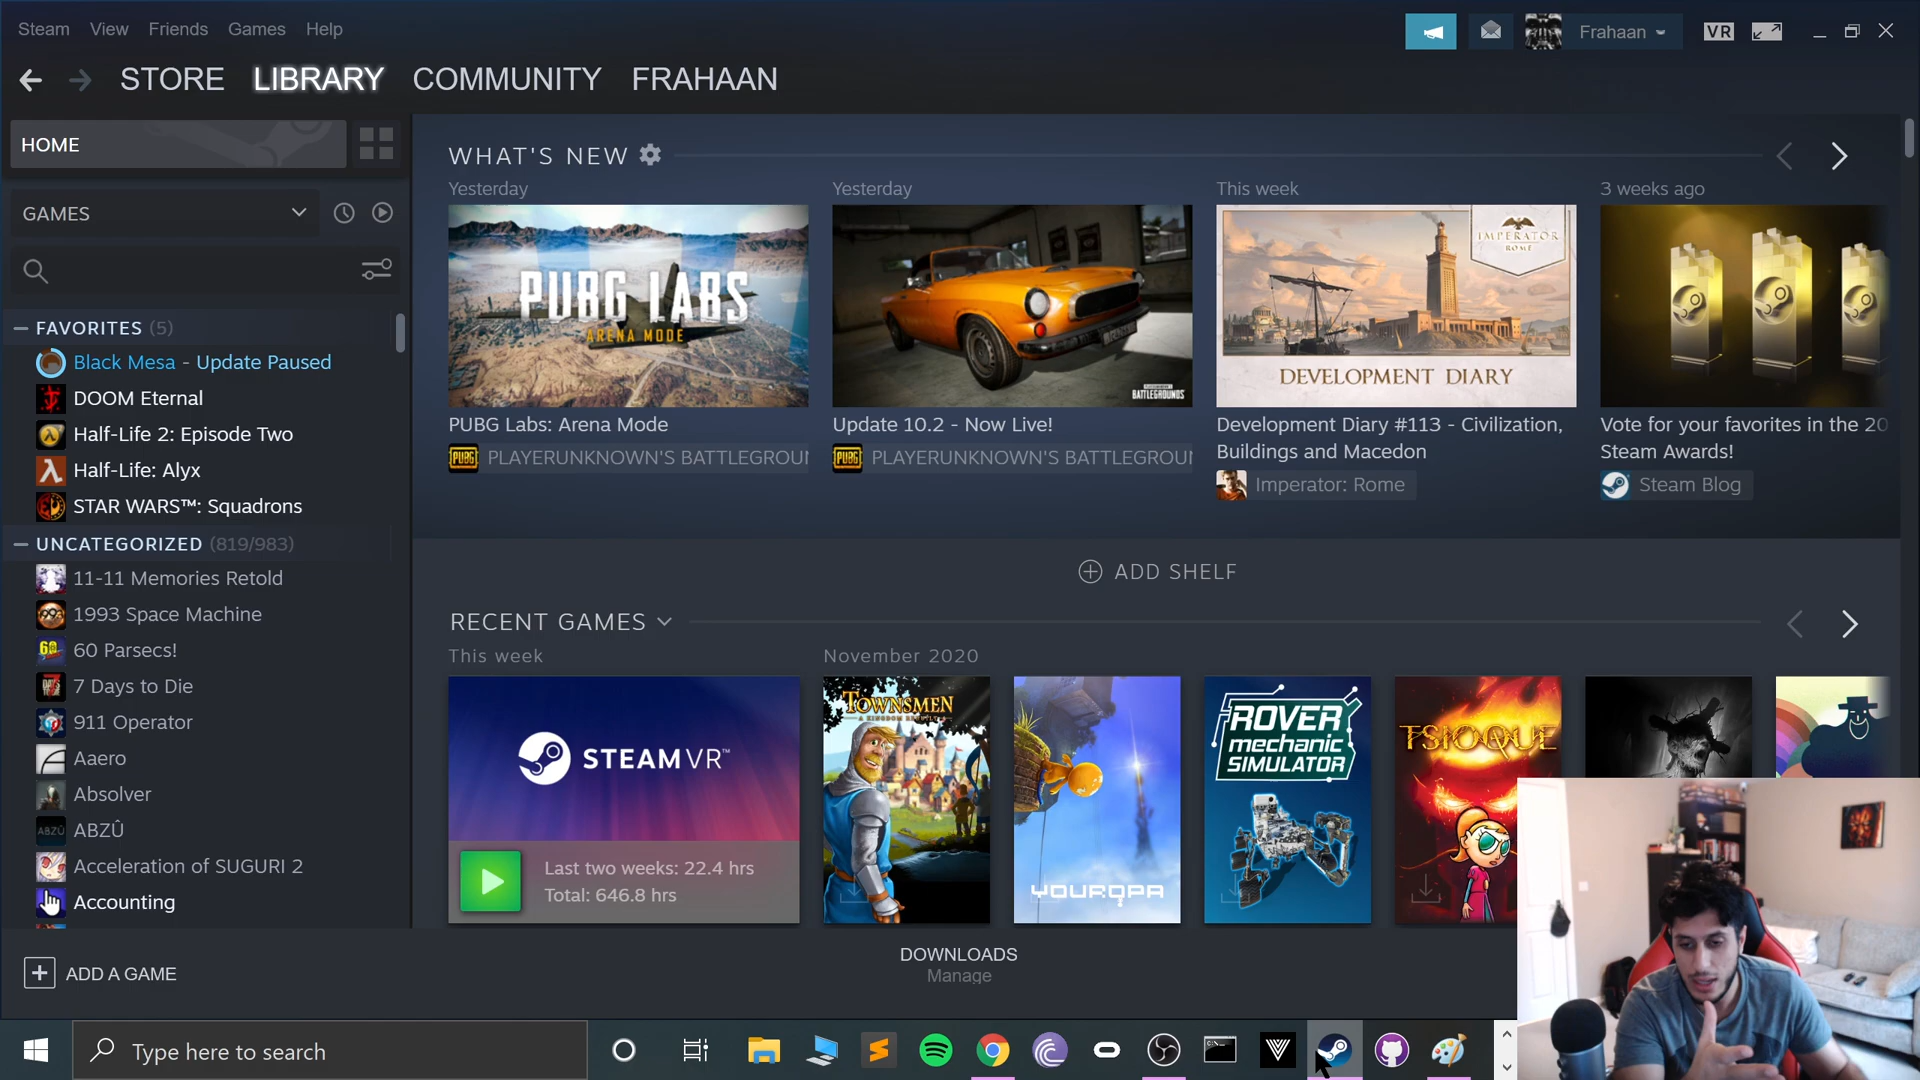 Steam View Friends Games Help
Frahaan
VR
STORE LIBRARY COMMUNITY FRAHAAN
HOME
GAMES
FAVORITES (5)
Black Mesa - Update Paused
DOOM Eternal
Half-Life 2: Episode Two
Half-Life: Alyx
STAR WARS™: Squadrons
UNCATEGORIZED (819/983)
11-11 Memories Retold
1993 Space Machine
60 Parsecs!
7 Days to Die
911 Operator
Aaero
Absolver
ABZÛ
Acceleration of SUGURI 2
Accounting
ADD A GAME
WHAT'S NEW
Yesterday
PUBG LABS
ARENA MODE
PUBG Labs: Arena Mode
PUBG PLAYERUNKNOWN'S BATTLEGROU
Yesterday
BATTLEGROUNDS
Update 10.2 - Now Live!
PUBG PLAYERUNKNOWN'S BATTLEGROU
This week
IMPERATOR
ROME
DEVELOPMENT DIARY
Development Diary #113 - Civilization,
Buildings and Macedon
Imperator: Rome
3 weeks ago
Vote for your favorites in the 20
Steam Awards!
Steam Blog
ADD SHELF
RECENT GAMES
This week
STEAMVR™
Last two weeks: 22.4 hrs
Total: 646.8 hrs
November 2020
TOWNSMEN
A KINGDOM REBUILT
YOUROPA
ROVER
mechanic
SIMULATOR
TSIOQUE
DOWNLOADS
Manage
Type here to search